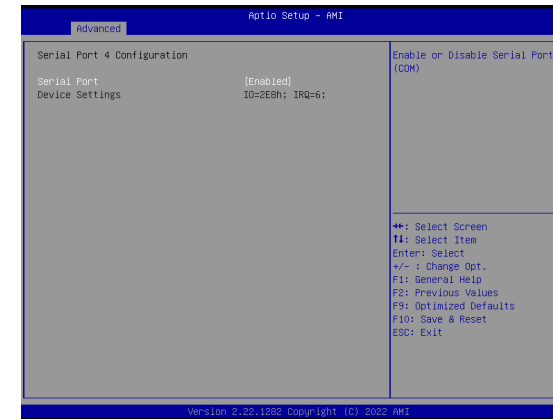 Aptio Setup - AMI
Advanced
Serial Port 4 Configuration
Serial Port [Enabled]
Device Settings IO=2E8h; IRQ=6;
Enable or Disable Serial Port
(COM)
→←: Select Screen
↑↓: Select Item
Enter: Select
+/- : Change Opt.
F1: General Help
F2: Previous Values
F9: Optimized Defaults
F10: Save & Reset
ESC: Exit
Version 2.22.1282 Copyright (C) 2022 AMI